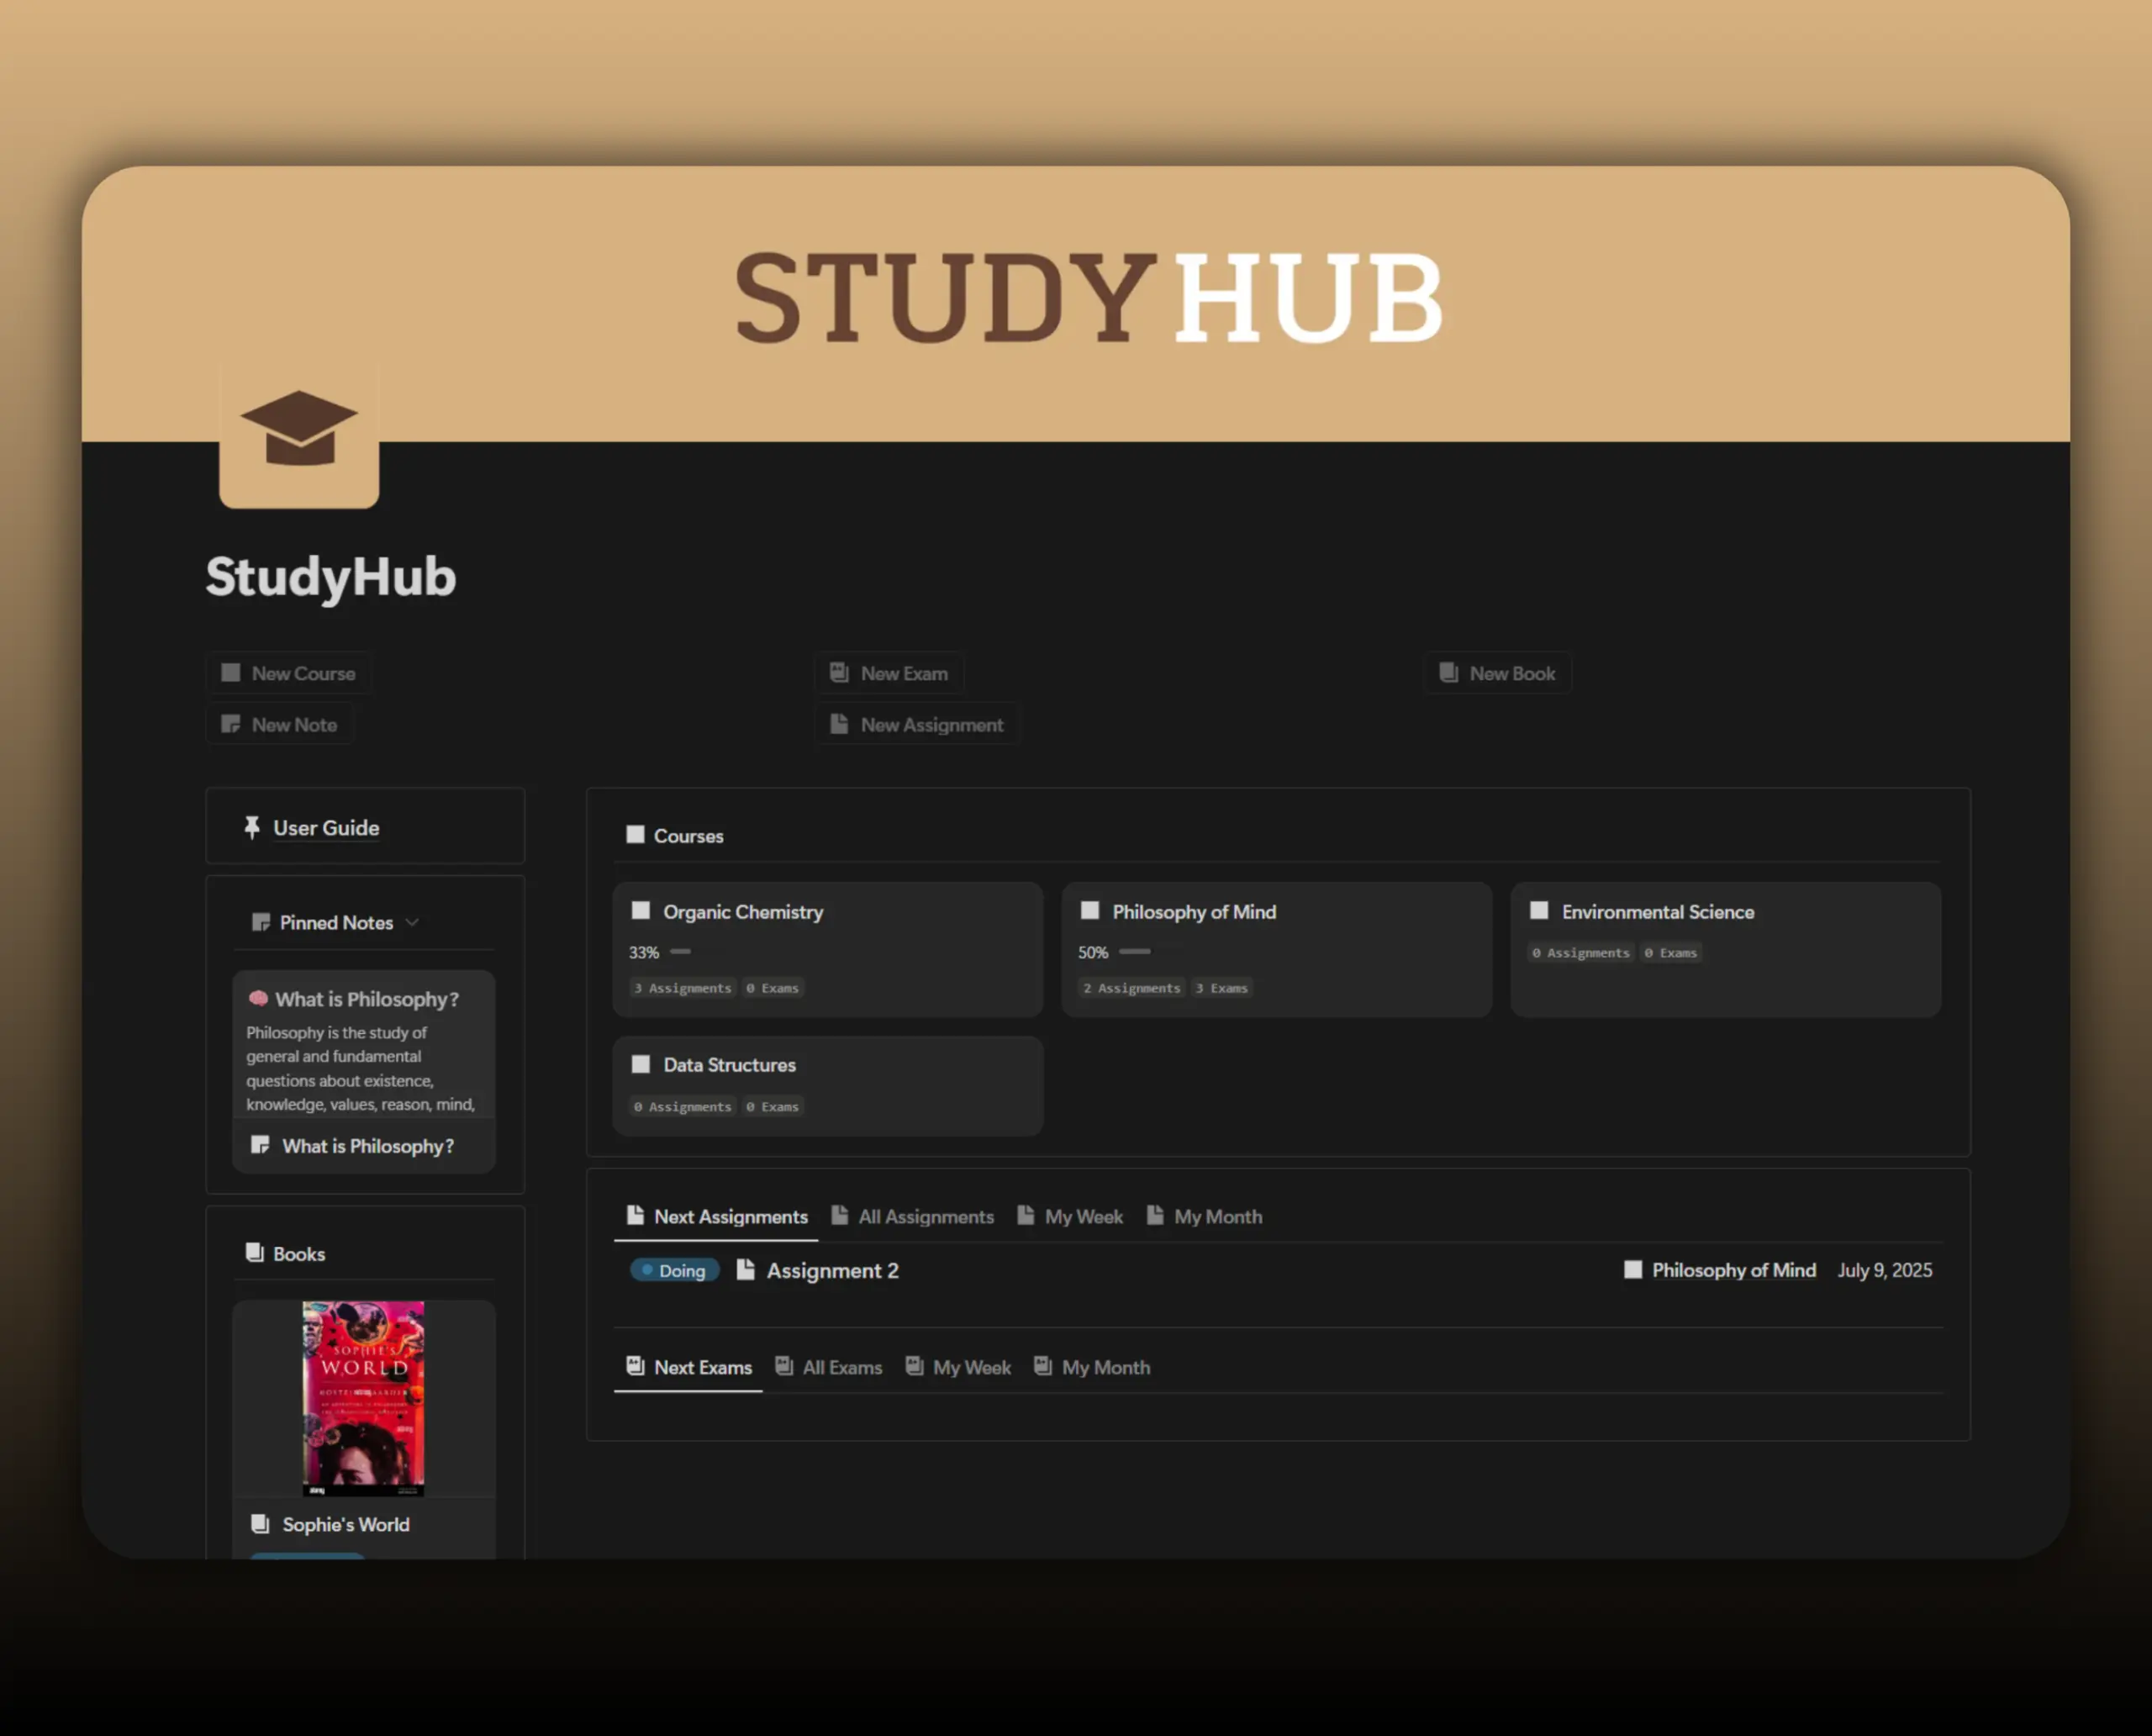 STUDY HUB
StudyHub
New Course
New Exam
New Book
New Note
New Assignment
User Guide
Pinned Notes
What is Philosophy?
Philosophy is the study of
general and fundamental
questions about existence,
knowledge, values, reason, mind,
What is Philosophy?
Books
SOPHIE'S
WORLD
Sophie's World
Courses
Organic Chemistry
33%
3 Assignments 0 Exams
Philosophy of Mind
50%
2 Assignments 3 Exams
Environmental Science
0 Assignments 0 Exams
Data Structures
0 Assignments 0 Exams
Next Assignments All Assignments My Week My Month
Doing Assignment 2 Philosophy of Mind July 9, 2025
Next Exams All Exams My Week My Month